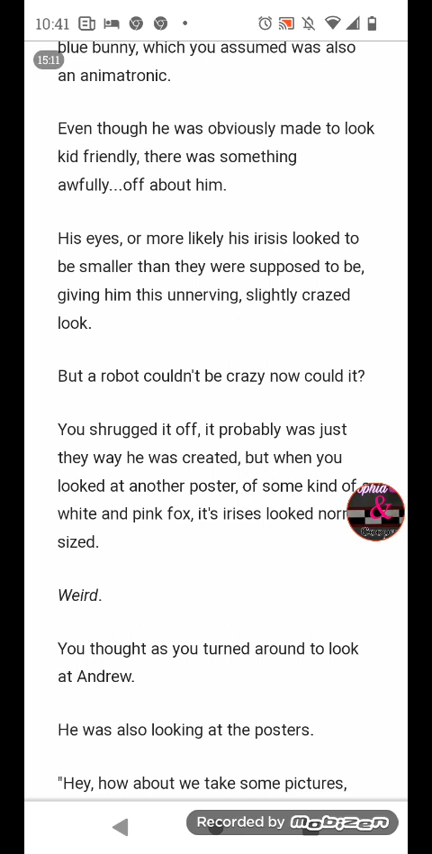 10:41
15:11
blue bunny, which you assumed was also
an animatronic.
Even though he was obviously made to look
kid friendly, there was something
awfully...off about him.
His eyes, or more likely his irisis looked to
be smaller than they were supposed to be,
giving him this unnerving, slightly crazed
look.
But a robot couldn't be crazy now could it?
You shrugged it off, it probably was just
they way he was created, but when you
looked at another poster, of some kind of
white and pink fox, it's irises looked norm
sized.
Weird.
You thought as you turned around to look
at Andrew.
He was also looking at the posters.
"Hey, how about we take some pictures,
Recorded by Mobizen